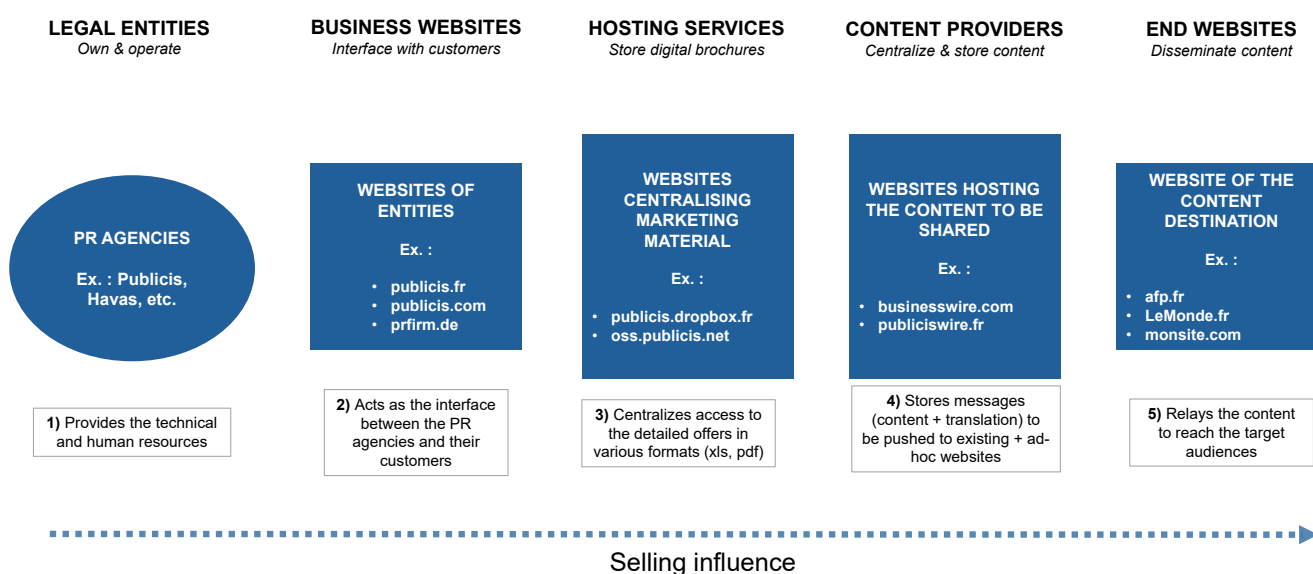 LEGAL ENTITIES
Own & operate
BUSINESS WEBSITES
Interface with customers
HOSTING SERVICES
Store digital brochures
CONTENT PROVIDERS
Centralize & store content
END WEBSITES
Disseminate content
PR AGENCIES
Ex. : Publicis,
Havas, etc.
WEBSITES OF
ENTITIES
Ex. :
• publicis.fr
• publicis.com
• prfirm.de
WEBSITES
CENTRALISING
MARKETING
MATERIAL
Ex. :
• publicis.dropbox.fr
• oss.publicis.net
WEBSITES HOSTING
THE CONTENT TO BE
SHARED
Ex. :
• businesswire.com
• publiciswire.fr
WEBSITE OF THE
CONTENT
DESTINATION
Ex. :
• afp.fr
• LeMonde.fr
• monsite.com
1) Provides the technical
and human resources
2) Acts as the interface
between the PR
agencies and their
customers
3) Centralizes access to
the detailed offers in
various formats (xls, pdf)
4) Stores messages
(content + translation) to
be pushed to existing + ad-
hoc websites
5) Relays the content
to reach the target
audiences
Selling influence